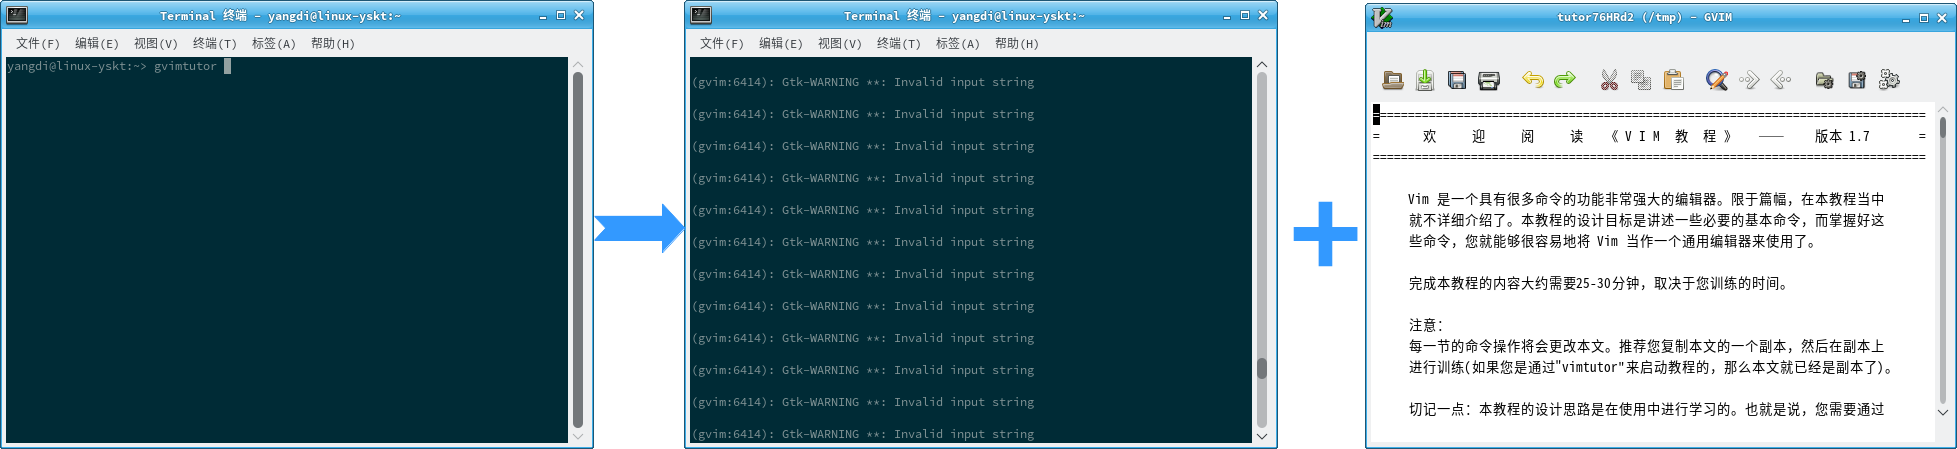 Terminal 终端 - yangdi@linux-yskt:~
文件(F) 编辑(E) 视图(V) 终端(T) 标签(A) 帮助(H)
yangdi@linux-yskt:~> gvimtutor
Terminal 终端 - yangdi@linux-yskt:~
文件(F) 编辑(E) 视图(V) 终端(T) 标签(A) 帮助(H)
(gvim:6414): Gtk-WARNING **: Invalid input string
(gvim:6414): Gtk-WARNING **: Invalid input string
(gvim:6414): Gtk-WARNING **: Invalid input string
(gvim:6414): Gtk-WARNING **: Invalid input string
(gvim:6414): Gtk-WARNING **: Invalid input string
(gvim:6414): Gtk-WARNING **: Invalid input string
(gvim:6414): Gtk-WARNING **: Invalid input string
(gvim:6414): Gtk-WARNING **: Invalid input string
(gvim:6414): Gtk-WARNING **: Invalid input string
(gvim:6414): Gtk-WARNING **: Invalid input string
(gvim:6414): Gtk-WARNING **: Invalid input string
(gvim:6414): Gtk-WARNING **: Invalid input string
tutor76HRd2 (/tmp) - GVIM
===============================================================================
= 欢 迎 阅 读 《 V I M 教 程 》 —— 版本 1.7 =
===============================================================================
Vim 是一个具有很多命令的功能非常强大的编辑器。限于篇幅，在本教程当中
就不详细介绍了。本教程的设计目标是讲述一些必要的基本命令，而掌握好这
些命令，您就能够很容易地将 Vim 当作一个通用编辑器来使用了。
完成本教程的内容大约需要25-30分钟，取决于您训练的时间。
注意：
每一节的命令操作将会更改本文。推荐您复制本文的一个副本，然后在副本上
进行训练(如果您是通过"vimtutor"来启动教程的，那么本文就已经是副本了)。
切记一点：本教程的设计思路是在使用中进行学习的。也就是说，您需要通过